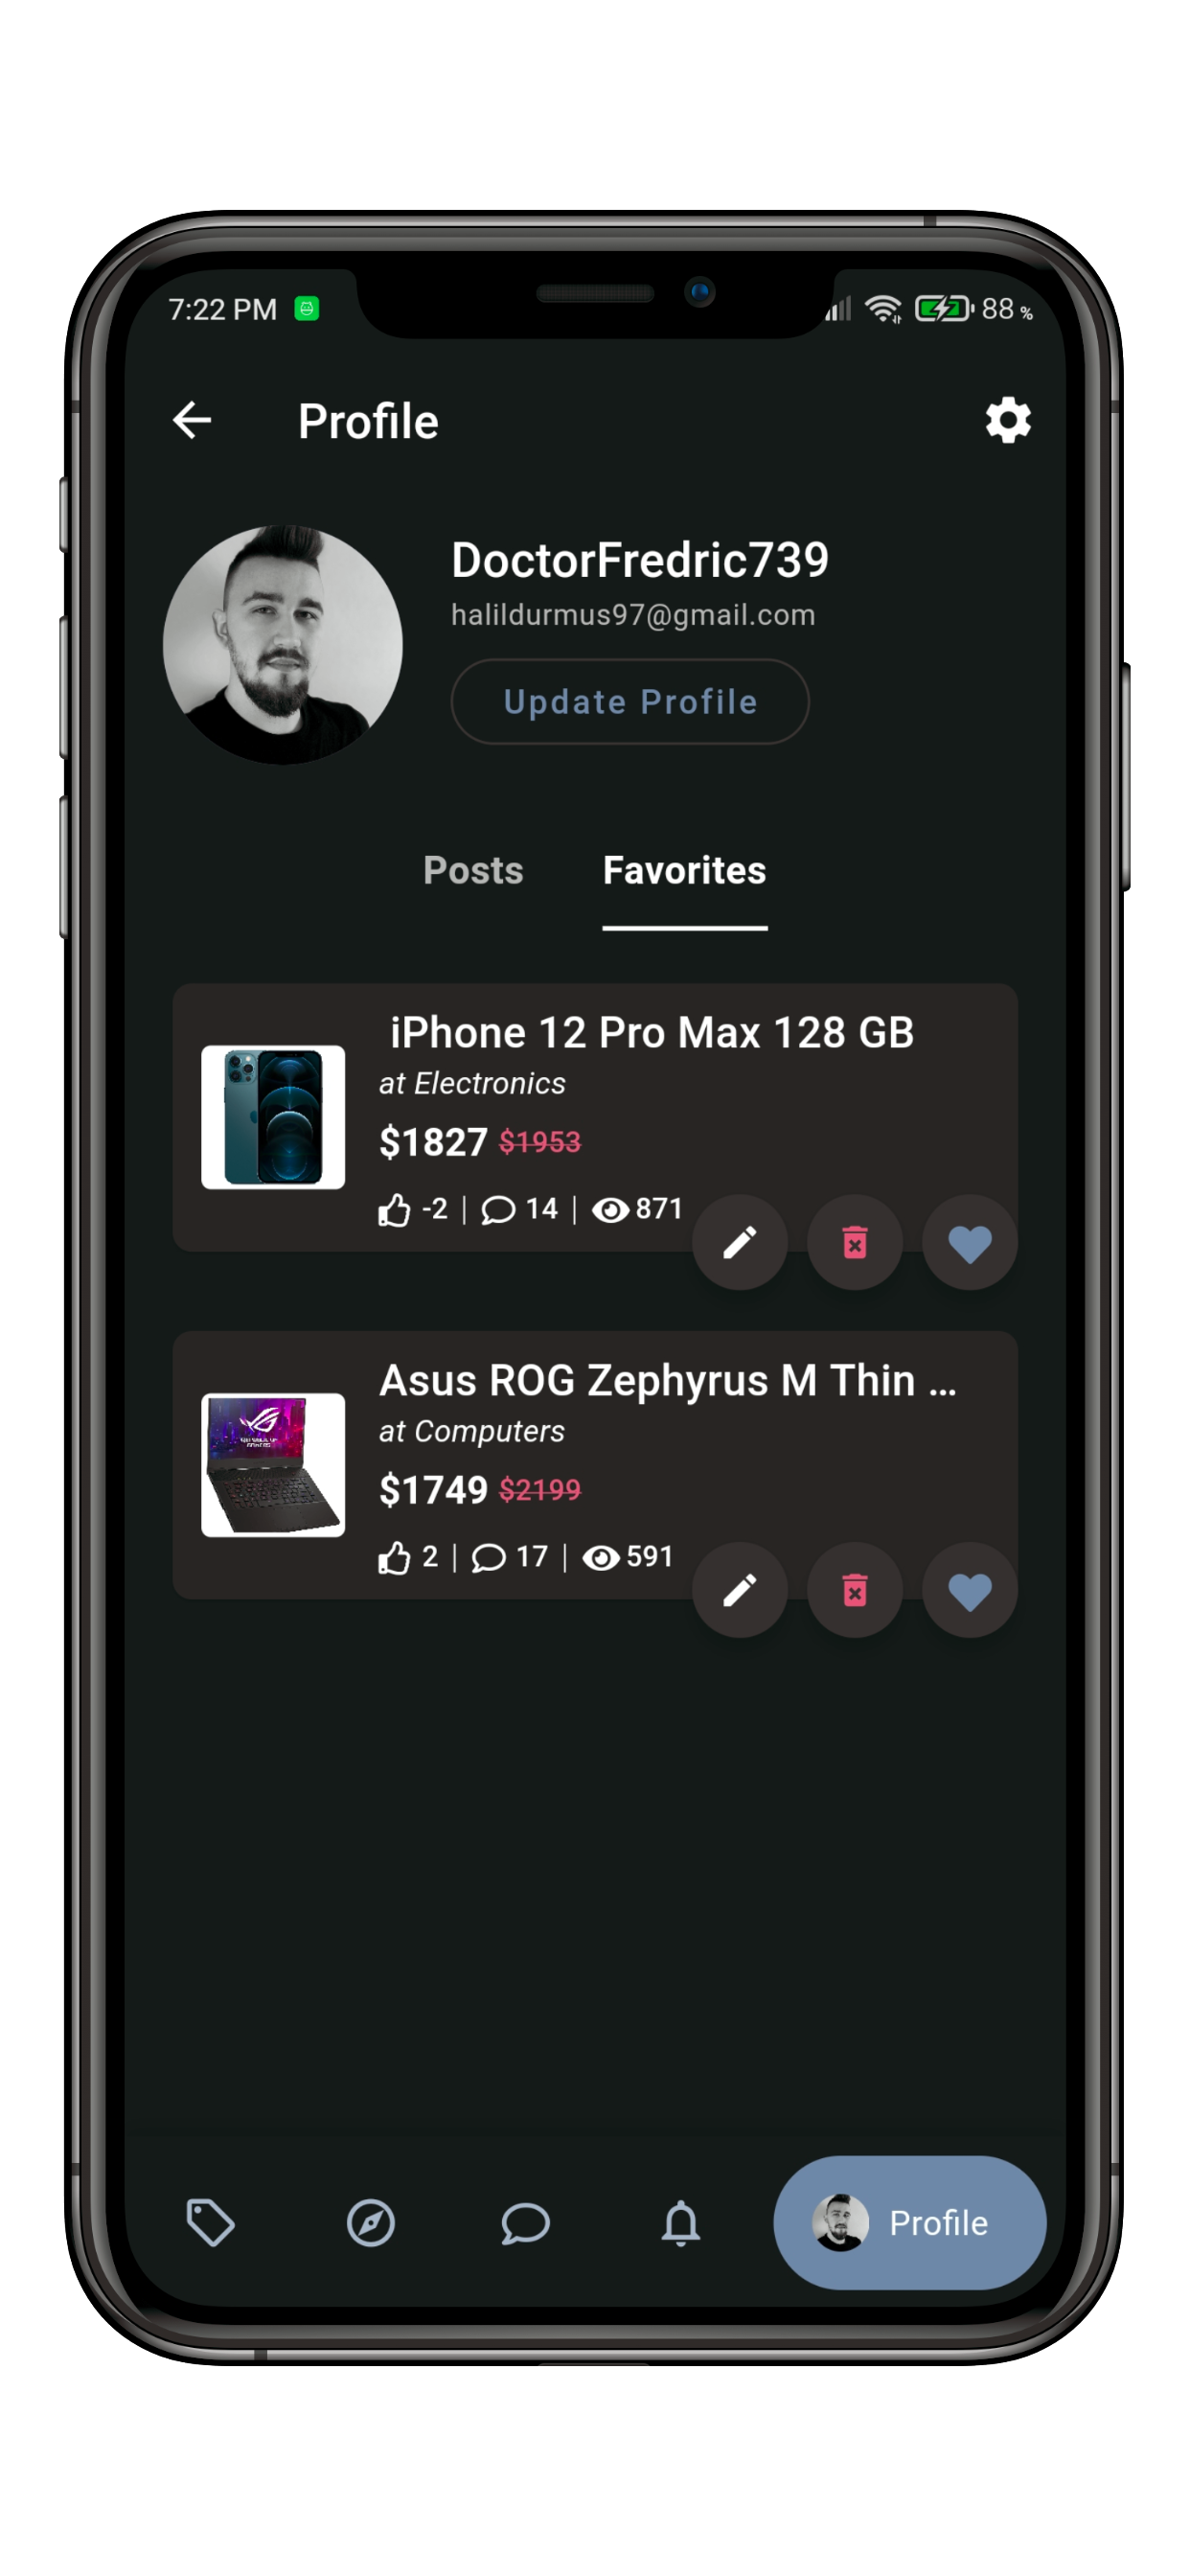 7:22 PM 88 %
Profile
DoctorFredric739
halildurmus97@gmail.com
Update Profile
Posts Favorites
iPhone 12 Pro Max 128 GB
at Electronics
$1827 $1953
-2 | 14 | 871
Asus ROG Zephyrus M Thin ...
at Computers
$1749 $2199
2 | 17 | 591
Profile